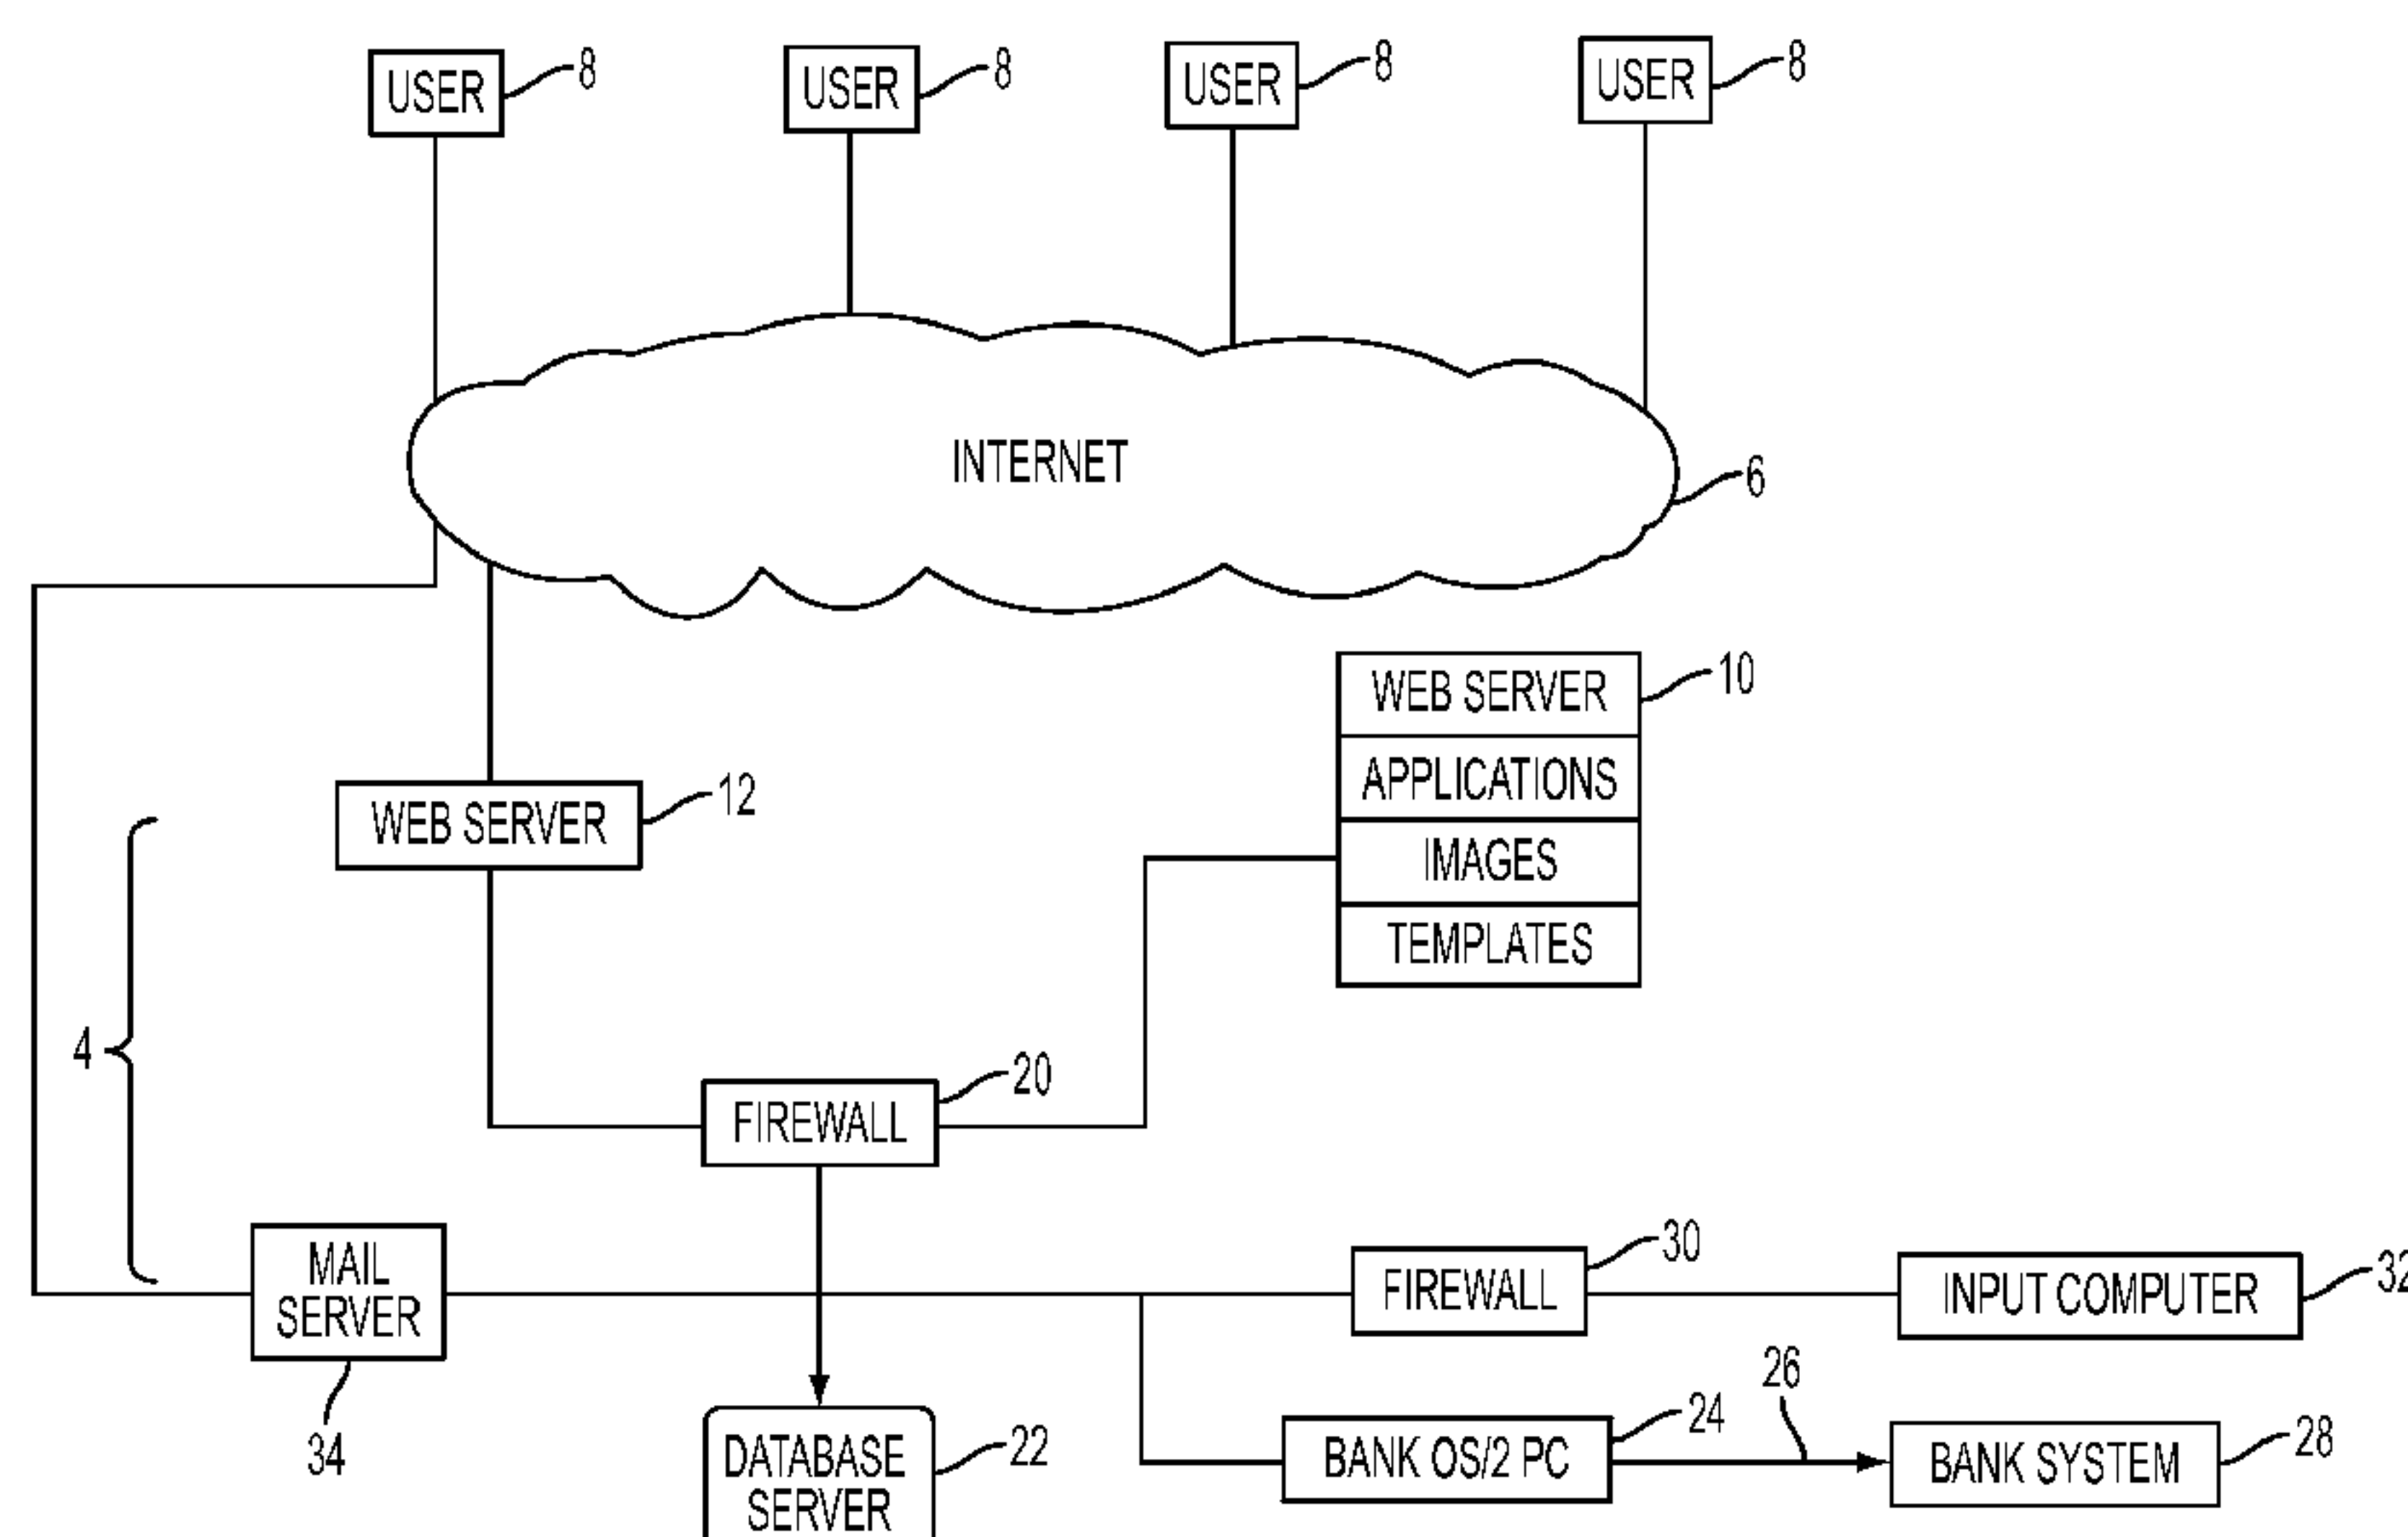 USER 8
USER 8
USER 8
USER 8
INTERNET
6
WEB SERVER 10
APPLICATIONS
IMAGES
TEMPLATES
WEB SERVER 12
4
FIREWALL 20
MAIL
SERVER
34
FIREWALL 30
INPUT COMPUTER 32
DATABASE
SERVER
22
BANK OS/2 PC 24
26
BANK SYSTEM 28